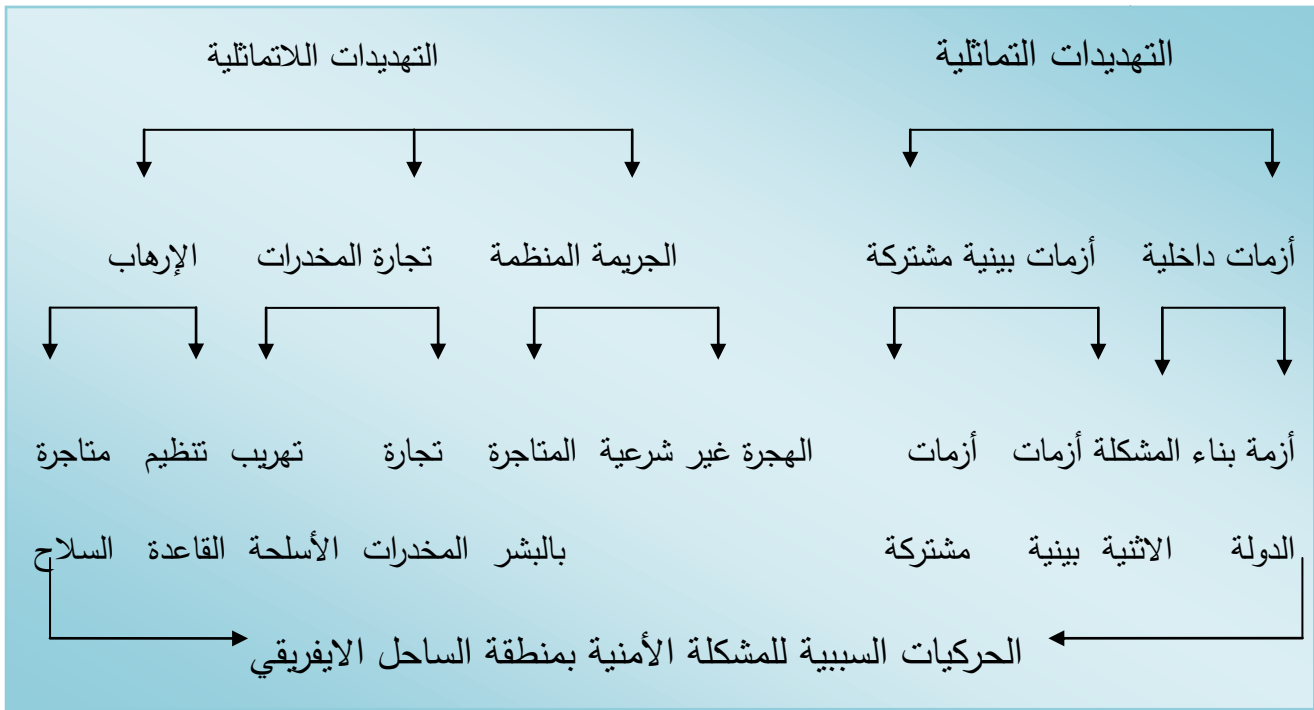 التهديدات التماثلية التهديدات اللاتماثلية
أزمات داخلية أزمات بينية مشتركة الجريمة المنظمة تجارة المخدرات الإرهاب
أزمة بناء المشكلة أزمات أزمات الهجرة غير شرعية المتاجرة تجارة تهريب تنظيم متاجرة
الدولة الاثنية بينية مشتركة بالبشر المخدرات الأسلحة القاعدة السلاح
الحركيات السببية للمشكلة الأمنية بمنطقة الساحل الايفريقي